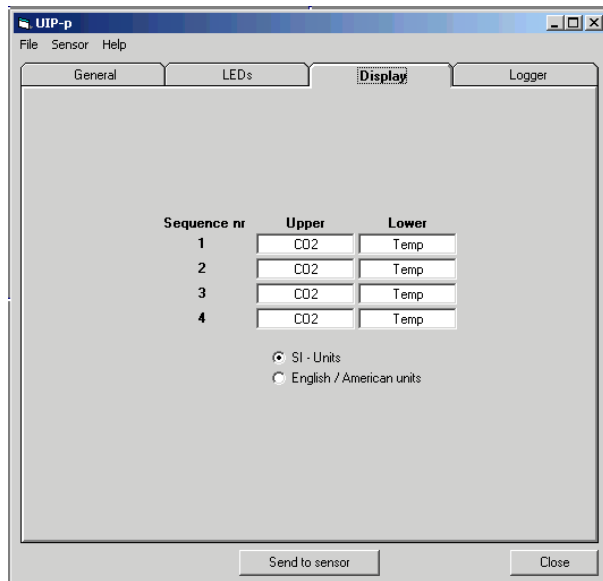 UIP-p
File Sensor Help
General LEDs Display Logger
Sequence nr Upper Lower
1 CO2 Temp
2 CO2 Temp
3 CO2 Temp
4 CO2 Temp
SI - Units
English / American units
Send to sensor Close